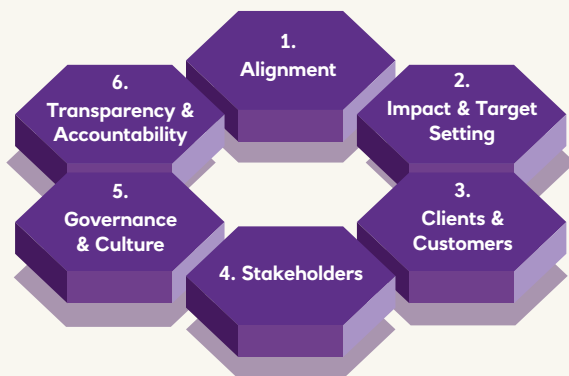 1.
Alignment
2.
Impact & Target
Setting
3.
Clients &
Customers
4. Stakeholders
5.
Governance
& Culture
6.
Transparency &
Accountability